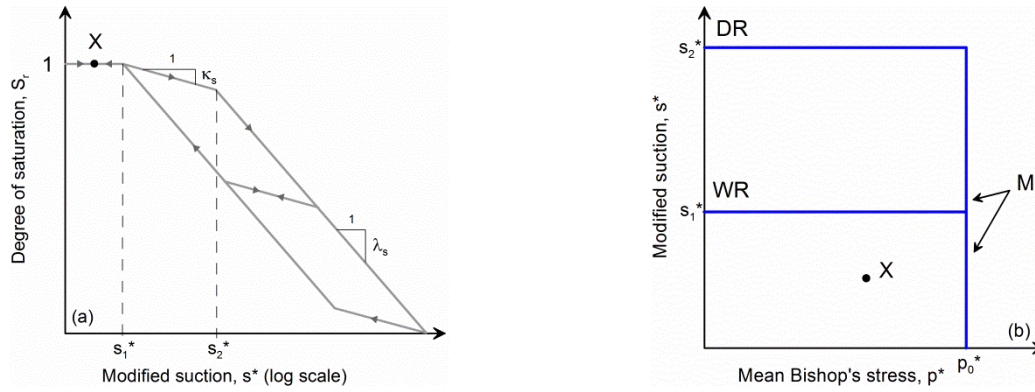 Degree of saturation, Sᵣ
1
X
1
κₛ
1
λₛ
(a)
s₁*
s₂*
Modified suction, s* (log scale)
Modified suction, s*
s₂*
DR
s₁*
WR
M
X
(b)
p₀*
Mean Bishop's stress, p*